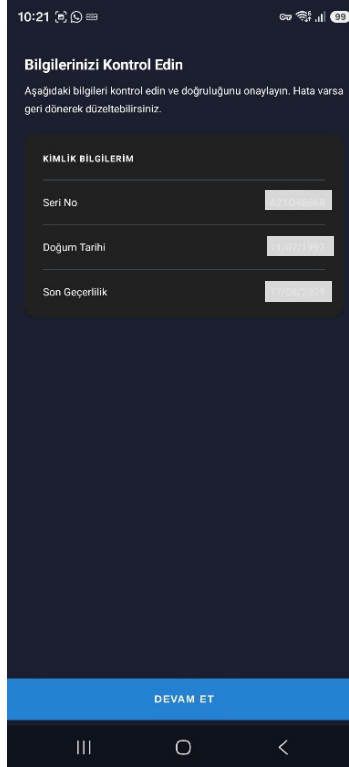 10:21
99
Bilgilerinizi Kontrol Edin
Aşağıdaki bilgileri kontrol edin ve doğruluğunu onaylayın. Hata varsa
geri dönerek düzeltebilirsiniz.
KİMLİK BİLGİLERİM
Seri No
Doğum Tarihi
Son Geçerlilik
DEVAM ET